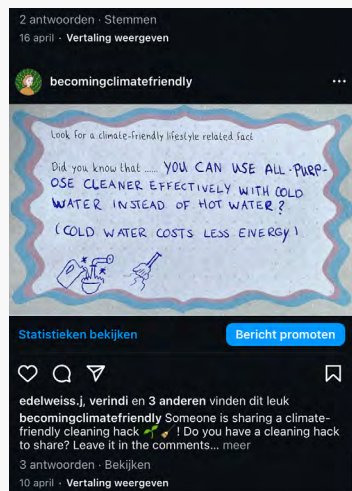 2 antwoorden · Stemmen
16 april · Vertaling weergeven
becomingclimatefriendly
Look for a climate-friendly lifestyle related fact
Did you know that ...... YOU CAN USE ALL-PURP-
OSE CLEANER EFFECTIVELY WITH COLD
WATER INSTEAD OF HOT WATER?
(COLD WATER COSTS LESS ENERGY)
Statistieken bekijken
Bericht promoten
edelweiss.j, verindi en 3 anderen vinden dit leuk
becomingclimatefriendly Someone is sharing a climate-
friendly cleaning hack 🌱🧹! Do you have a cleaning hack
to share? Leave it in the comments... meer
3 antwoorden · Bekijken
10 april · Vertaling weergeven